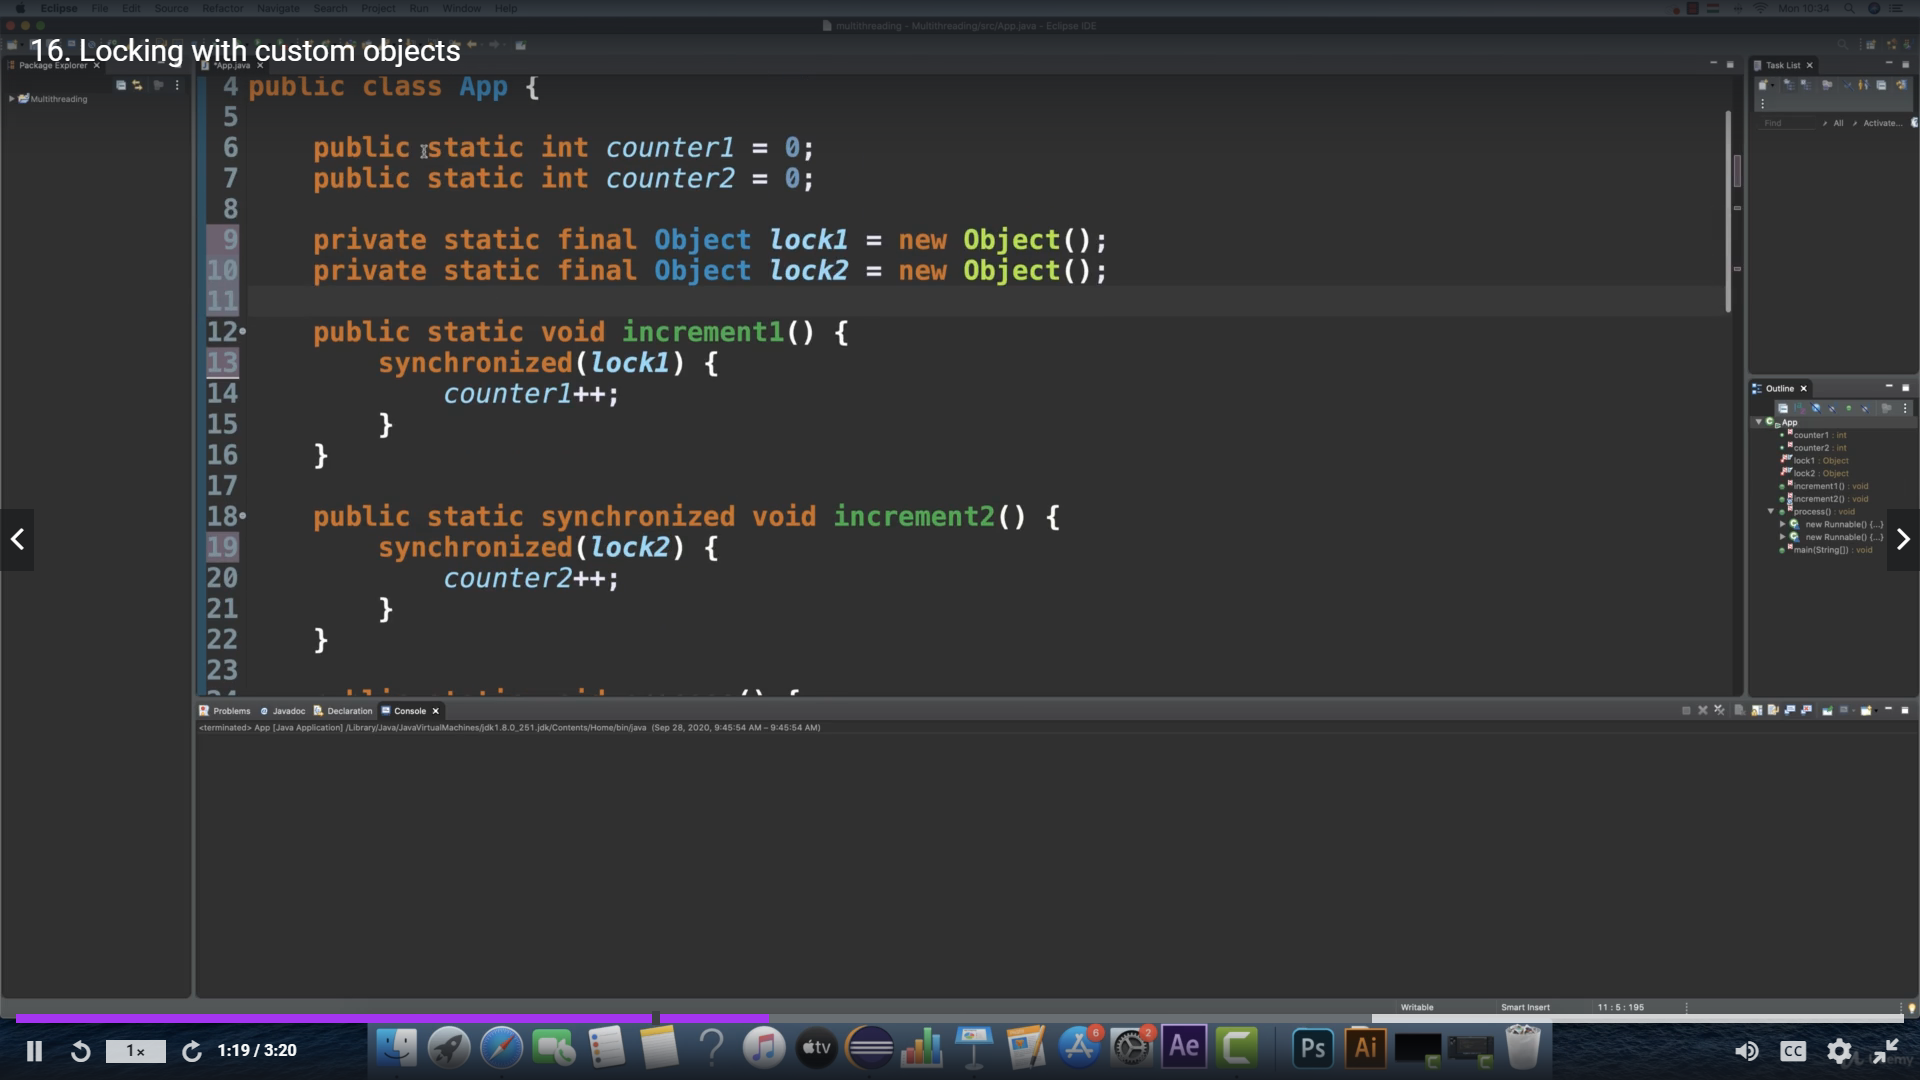 Eclipse File Edit Source Refactor Navigate Search Project Run Window Help
Mon 10:34
multithreading - Multithreading/src/App.java - Eclipse IDE
16. Locking with custom objects
Package Explorer
*App.java
Task List
Multithreading
Find All Activate...
4 public class App {
5
6 public static int counter1 = 0;
7 public static int counter2 = 0;
8
9 private static final Object lock1 = new Object();
10 private static final Object lock2 = new Object();
11
12 public static void increment1() {
13 synchronized(lock1) {
14 counter1++;
15 }
16 }
17
18 public static synchronized void increment2() {
19 synchronized(lock2) {
20 counter2++;
21 }
22 }
23
Outline
App
counter1 : int
counter2 : int
lock1 : Object
lock2 : Object
increment1() : void
increment2() : void
process() : void
new Runnable() {...}
new Runnable() {...}
main(String[]) : void
Problems Javadoc Declaration Console
<terminated> App [Java Application] /Library/Java/JavaVirtualMachines/jdk1.8.0_251.jdk/Contents/Home/bin/java (Sep 28, 2020, 9:45:54 AM – 9:45:54 AM)
Writable Smart Insert 11 : 5 : 195
1× 1:19 / 3:20
tv
6
2
Ae
Ps
Ai
CC